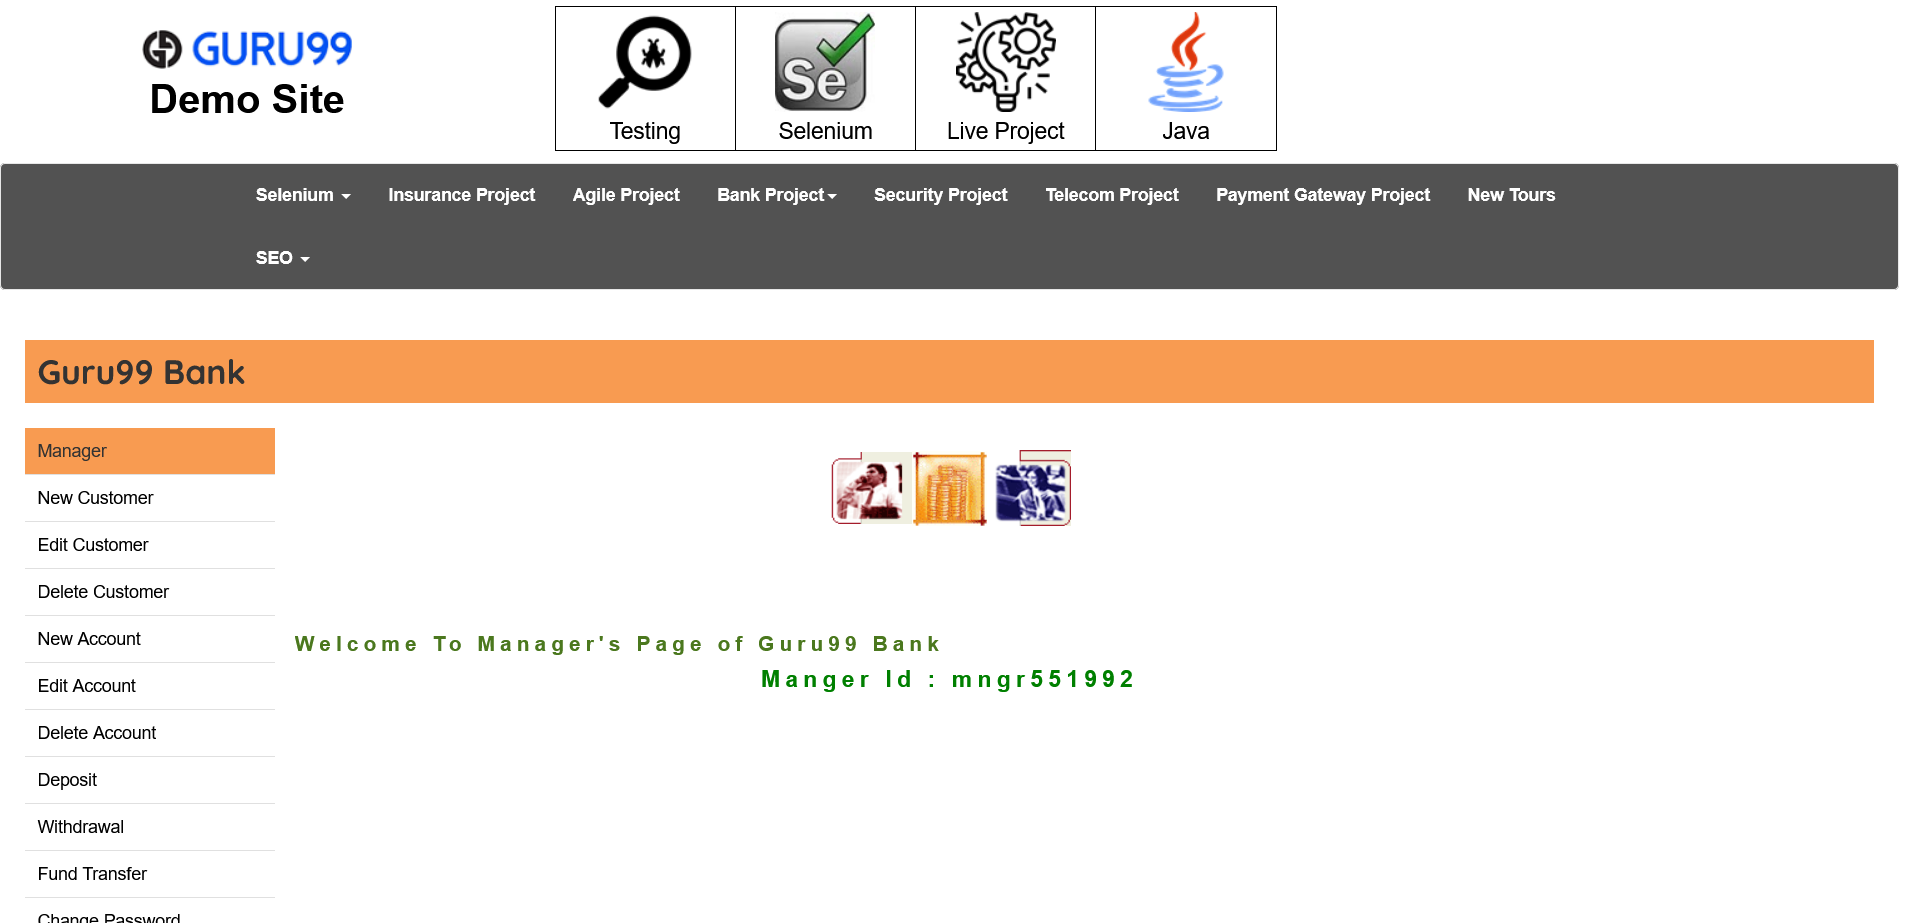 GURU99
Demo Site
Testing
Se
Selenium
Live Project
Java
Selenium
Insurance Project
Agile Project
Bank Project
Security Project
Telecom Project
Payment Gateway Project
New Tours
SEO
Guru99 Bank
Manager
New Customer
Edit Customer
Delete Customer
New Account
Edit Account
Delete Account
Deposit
Withdrawal
Fund Transfer
Change Password
Welcome To Manager's Page of Guru99 Bank
Manger Id : mngr551992